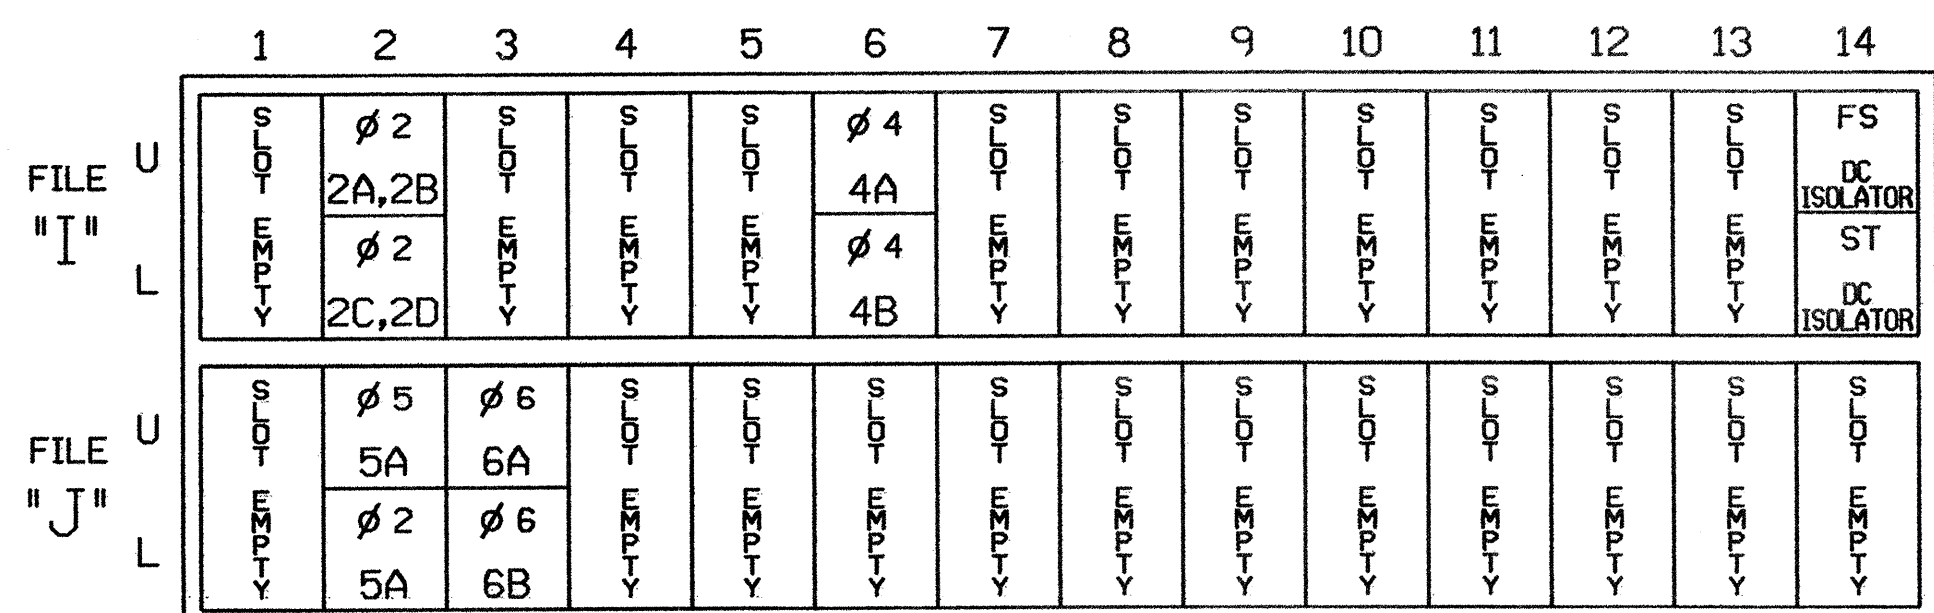 1 2 3 4 5 6 7 8 9 10 11 12 13 14
FILE "I"
U
L
SLOT EMPTY
Ø 2
2A,2B
Ø 2
2C,2D
SLOT EMPTY
SLOT EMPTY
SLOT EMPTY
Ø 4
4A
Ø 4
4B
SLOT EMPTY
SLOT EMPTY
SLOT EMPTY
SLOT EMPTY
SLOT EMPTY
SLOT EMPTY
SLOT EMPTY
FS
DC
ISOLATOR
ST
DC
ISOLATOR
FILE "J"
U
L
SLOT EMPTY
Ø 5
5A
Ø 2
5A
Ø 6
6A
Ø 6
6B
SLOT EMPTY
SLOT EMPTY
SLOT EMPTY
SLOT EMPTY
SLOT EMPTY
SLOT EMPTY
SLOT EMPTY
SLOT EMPTY
SLOT EMPTY
SLOT EMPTY
SLOT EMPTY